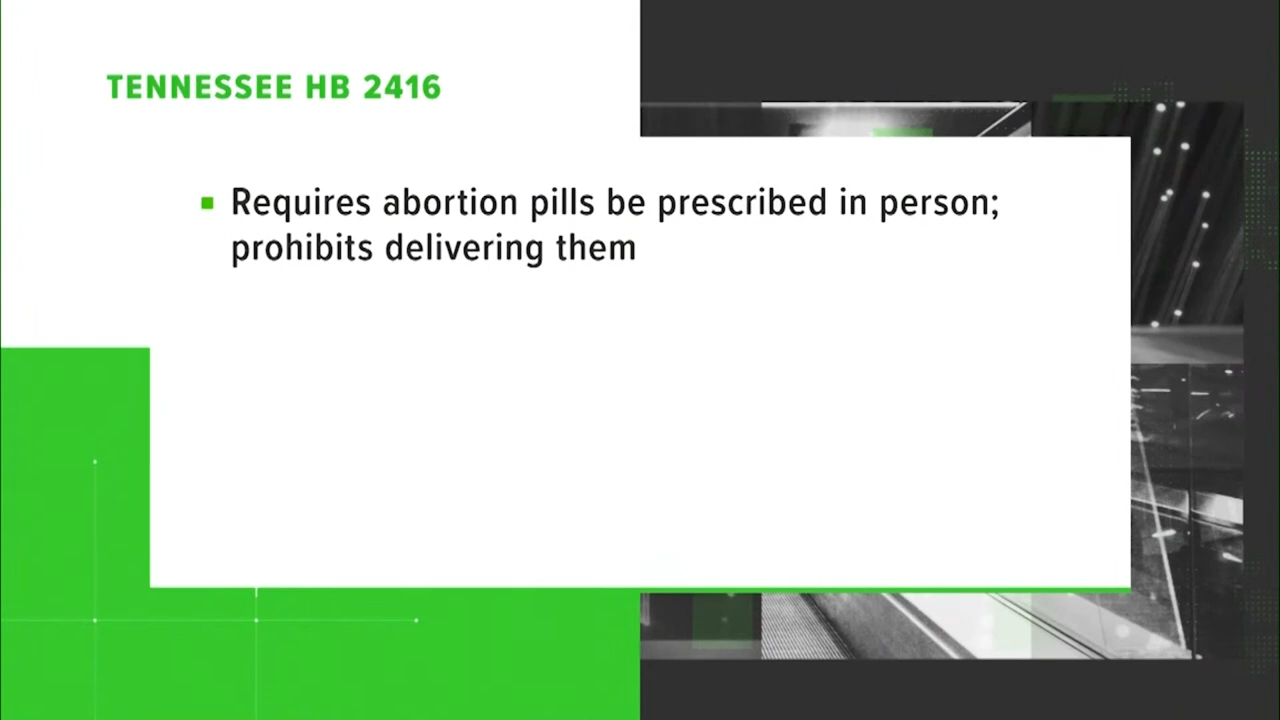 TENNESSEE HB 2416
Requires abortion pills be prescribed in person;
prohibits delivering them